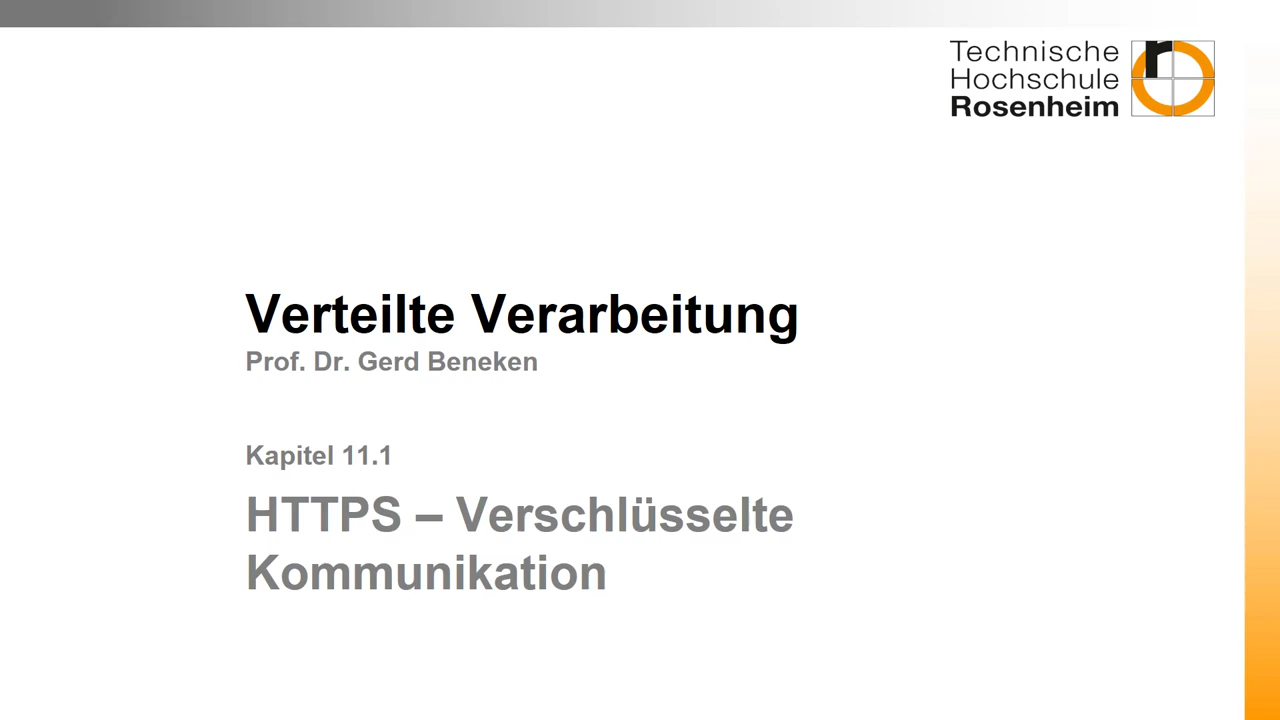 Technische
Hochschule
Rosenheim
Verteilte Verarbeitung
Prof. Dr. Gerd Beneken
Kapitel 11.1
HTTPS – Verschlüsselte
Kommunikation